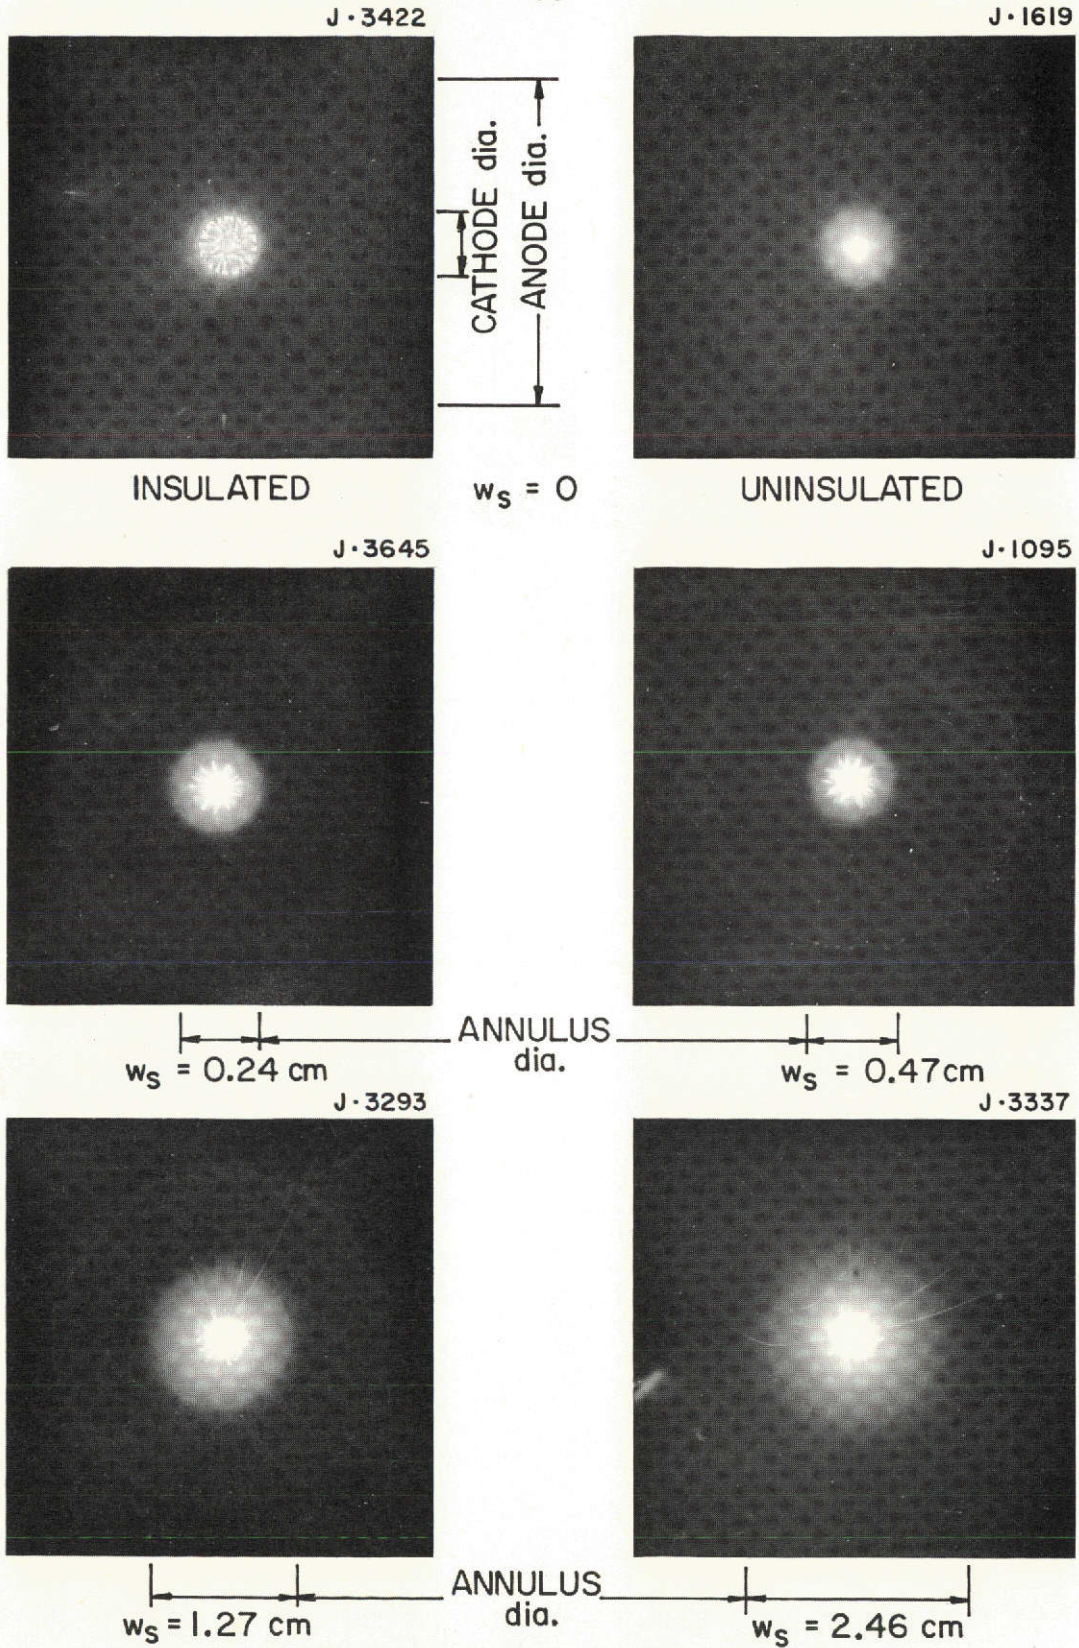 J·3422
J·1619
CATHODE dia.
ANODE dia.
INSULATED
w_s = 0
UNINSULATED
J·3645
J·1095
ANNULUS
dia.
w_s = 0.24 cm
w_s = 0.47cm
J·3293
J·3337
ANNULUS
dia.
w_s = 1.27 cm
w_s = 2.46 cm